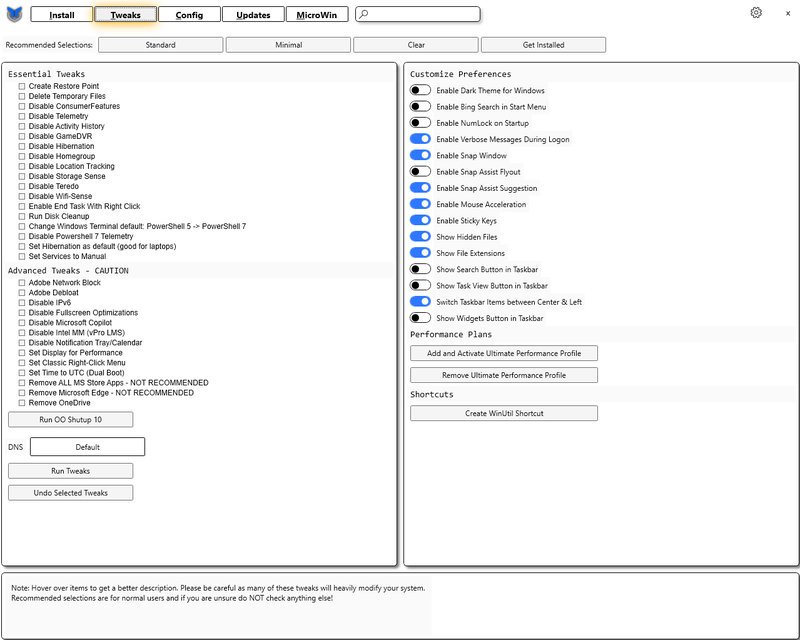 Install Tweaks Config Updates MicroWin
Recommended Selections: Standard Minimal Clear Get Installed
Essential Tweaks
Create Restore Point
Delete Temporary Files
Disable ConsumerFeatures
Disable Telemetry
Disable Activity History
Disable GameDVR
Disable Hibernation
Disable Homegroup
Disable Location Tracking
Disable Storage Sense
Disable Teredo
Disable Wifi-Sense
Enable End Task With Right Click
Run Disk Cleanup
Change Windows Terminal default: PowerShell 5 -> PowerShell 7
Disable Powershell 7 Telemetry
Set Hibernation as default (good for laptops)
Set Services to Manual
Advanced Tweaks - CAUTION
Adobe Network Block
Adobe Debloat
Disable IPv6
Disable Fullscreen Optimizations
Disable Microsoft Copilot
Disable Intel MM (vPro LMS)
Disable Notification Tray/Calendar
Set Display for Performance
Set Classic Right-Click Menu
Set Time to UTC (Dual Boot)
Remove ALL MS Store Apps - NOT RECOMMENDED
Remove Microsoft Edge - NOT RECOMMENDED
Remove OneDrive
Run OO Shutup 10
DNS Default
Run Tweaks
Undo Selected Tweaks
Customize Preferences
Enable Dark Theme for Windows
Enable Bing Search in Start Menu
Enable NumLock on Startup
Enable Verbose Messages During Logon
Enable Snap Window
Enable Snap Assist Flyout
Enable Snap Assist Suggestion
Enable Mouse Acceleration
Enable Sticky Keys
Show Hidden Files
Show File Extensions
Show Search Button in Taskbar
Show Task View Button in Taskbar
Switch Taskbar Items between Center & Left
Show Widgets Button in Taskbar
Performance Plans
Add and Activate Ultimate Performance Profile
Remove Ultimate Performance Profile
Shortcuts
Create WinUtil Shortcut
Note: Hover over items to get a better description. Please be careful as many of these tweaks will heavily modify your system.
Recommended selections are for normal users and if you are unsure do NOT check anything else!